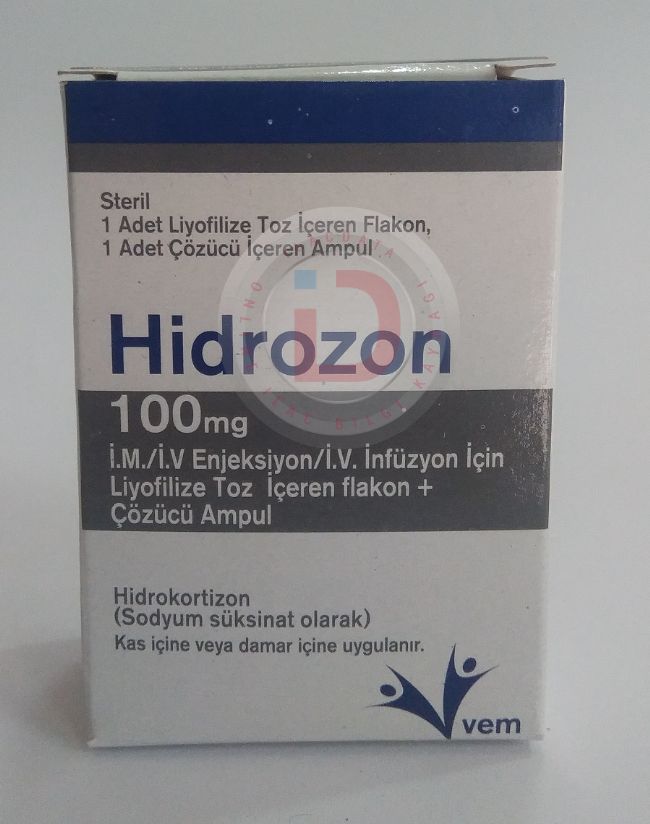 Steril
1 Adet Liyofilize Toz İçeren Flakon,
1 Adet Çözücü İçeren Ampul
Hidrozon
100mg
İ.M./İ.V Enjeksiyon/İ.V. İnfüzyon İçin
Liyofilize Toz İçeren flakon +
Çözücü Ampul
Hidrokortizon
(Sodyum süksinat olarak)
Kas içine veya damar içine uygulanır.
vem